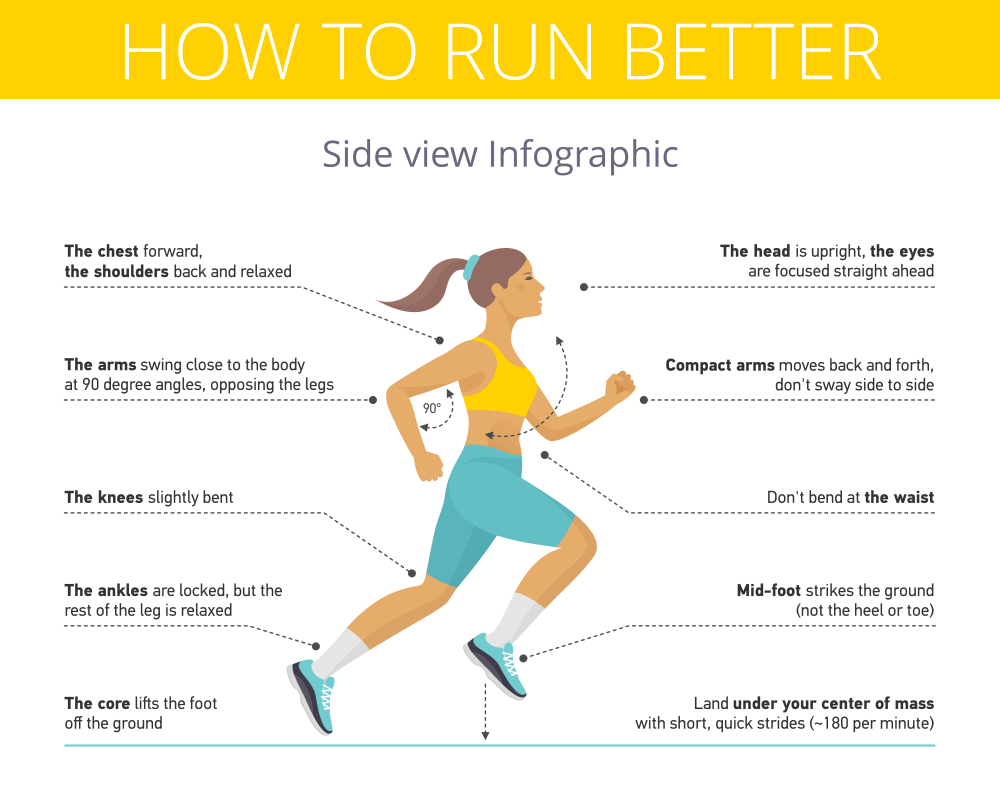 HOW TO RUN BETTER
Side view Infographic
The chest forward,
the shoulders back and relaxed
The head is upright, the eyes
are focused straight ahead
The arms swing close to the body
at 90 degree angles, opposing the legs
Compact arms moves back and forth,
don't sway side to side
90°
The knees slightly bent
Don't bend at the waist
The ankles are locked, but the
rest of the leg is relaxed
Mid-foot strikes the ground
(not the heel or toe)
The core lifts the foot
off the ground
Land under your center of mass
with short, quick strides (~180 per minute)